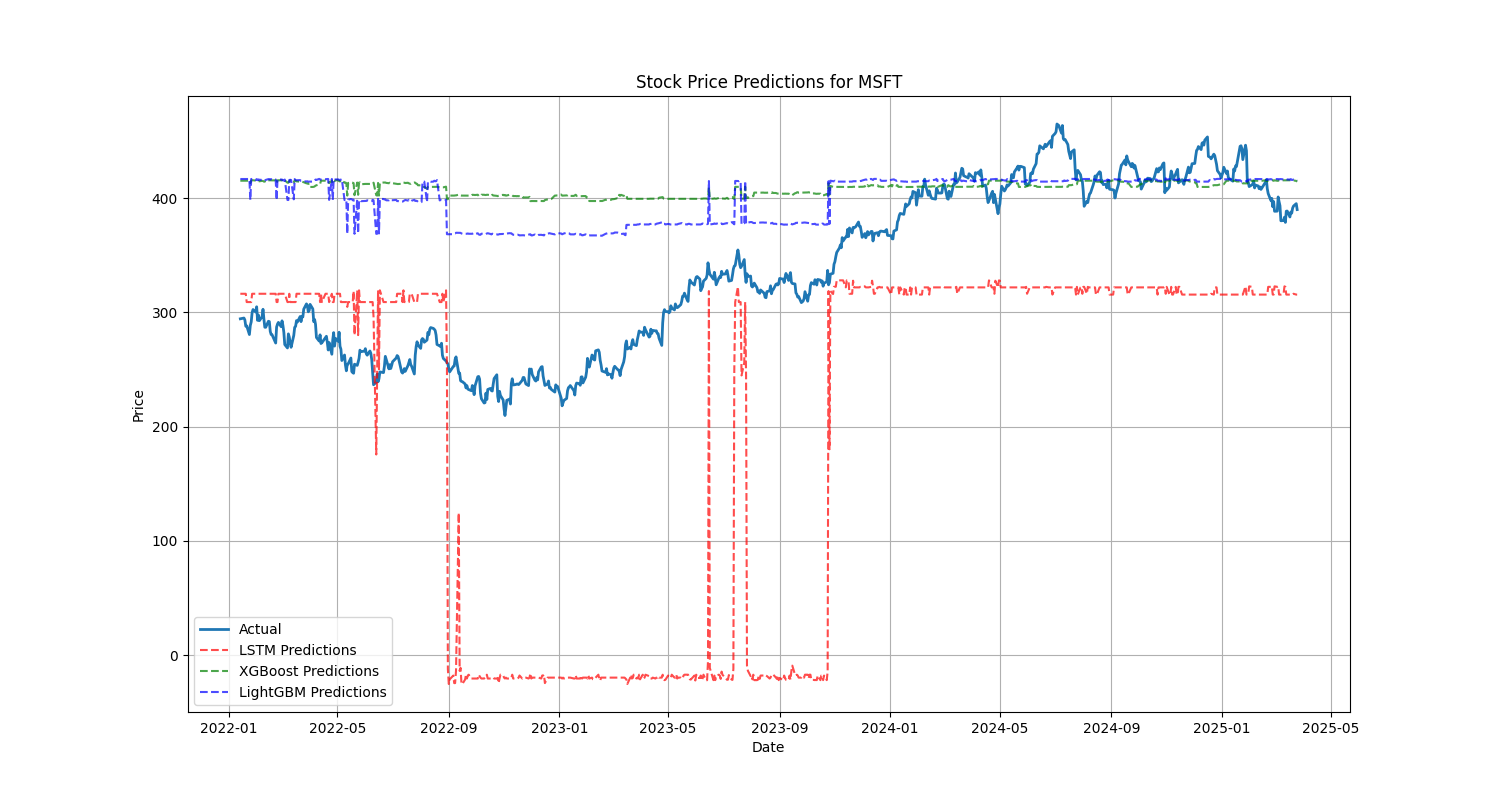 Stock Price Predictions for MSFT
Price
400
300
200
100
0
Actual
LSTM Predictions
XGBoost Predictions
LightGBM Predictions
2022-01 2022-05 2022-09 2023-01 2023-05 2023-09 2024-01 2024-05 2024-09 2025-01 2025-05
Date